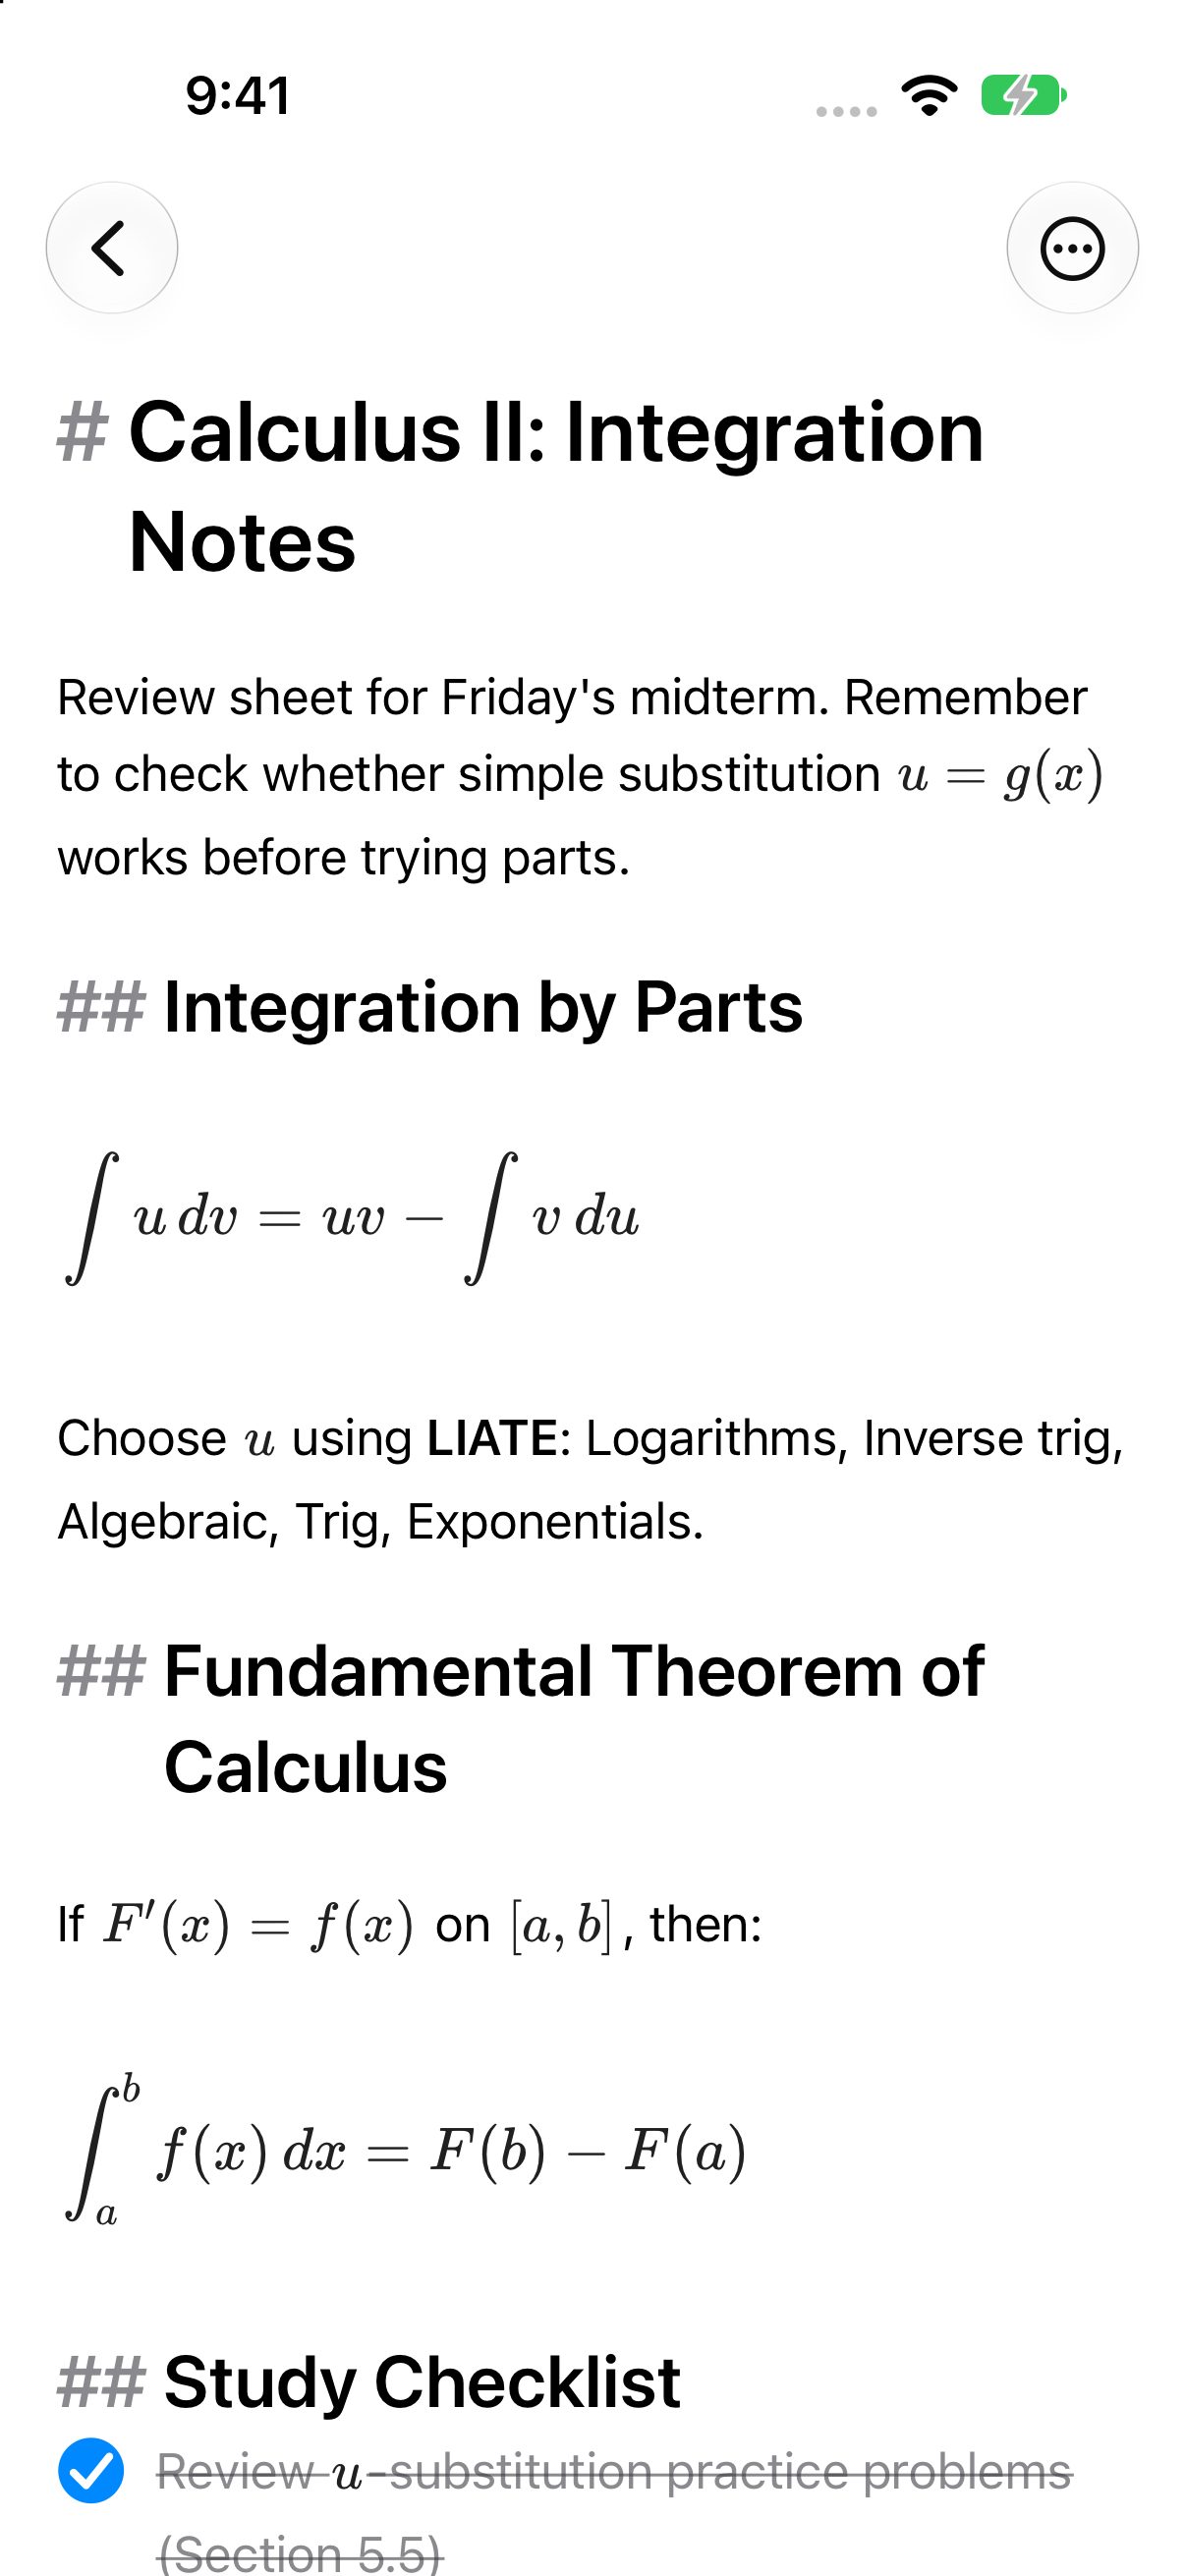 9:41
# Calculus II: Integration
Notes
Review sheet for Friday's midterm. Remember
to check whether simple substitution u = g(x)
works before trying parts.
## Integration by Parts
∫ u dv = uv − ∫ v du
Choose u using LIATE: Logarithms, Inverse trig,
Algebraic, Trig, Exponentials.
## Fundamental Theorem of
Calculus
If F′(x) = f(x) on [a, b], then:
∫_a^b f(x) dx = F(b) − F(a)
## Study Checklist
Review u-substitution practice problems
(Section 5.5)